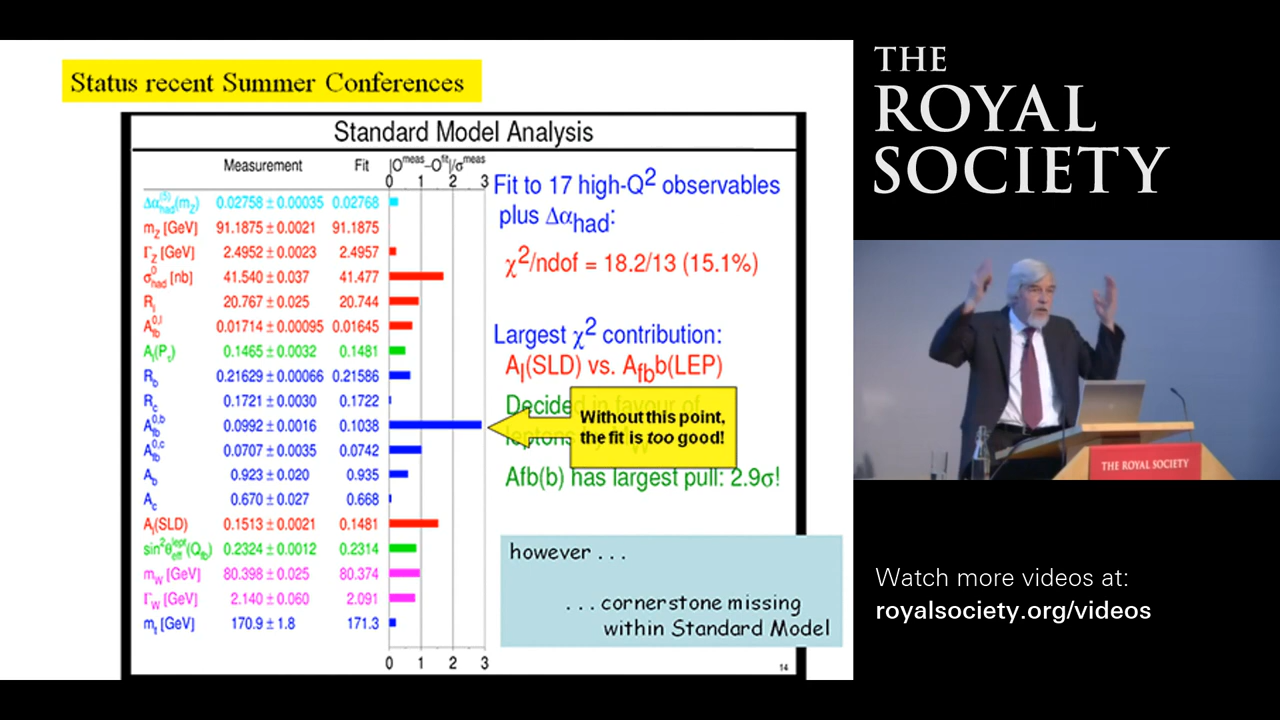 Status recent Summer Conferences
Standard Model Analysis
Measurement Fit |O^meas–O^fit|/σ^meas
0 1 2 3
Δα_had^(5)(m_Z) 0.02758 ± 0.00035 0.02768
m_Z [GeV] 91.1875 ± 0.0021 91.1875
Γ_Z [GeV] 2.4952 ± 0.0023 2.4957
σ_had^0 [nb] 41.540 ± 0.037 41.477
R_l 20.767 ± 0.025 20.744
A_fb^0,l 0.01714 ± 0.00095 0.01645
A_l(P_τ) 0.1465 ± 0.0032 0.1481
R_b 0.21629 ± 0.00066 0.21586
R_c 0.1721 ± 0.0030 0.1722
A_fb^0,b 0.0992 ± 0.0016 0.1038
A_fb^0,c 0.0707 ± 0.0035 0.0742
A_b 0.923 ± 0.020 0.935
A_c 0.670 ± 0.027 0.668
A_l(SLD) 0.1513 ± 0.0021 0.1481
sin²θ_eff^lept(Q_fb) 0.2324 ± 0.0012 0.2314
m_W [GeV] 80.398 ± 0.025 80.374
Γ_W [GeV] 2.140 ± 0.060 2.091
m_t [GeV] 170.9 ± 1.8 171.3
0 1 2 3
Fit to 17 high-Q² observables
plus Δα_had:
χ²/ndof = 18.2/13 (15.1%)
Largest χ² contribution:
A_l(SLD) vs. A_fb b(LEP)
Decided in favour of
leptons
W
Without this point,
the fit is too good!
Afb(b) has largest pull: 2.9σ!
however . . .
. . . cornerstone missing
within Standard Model
14
THE
ROYAL
SOCIETY
THE ROYAL SOCIETY
Watch more videos at:
royalsociety.org/videos